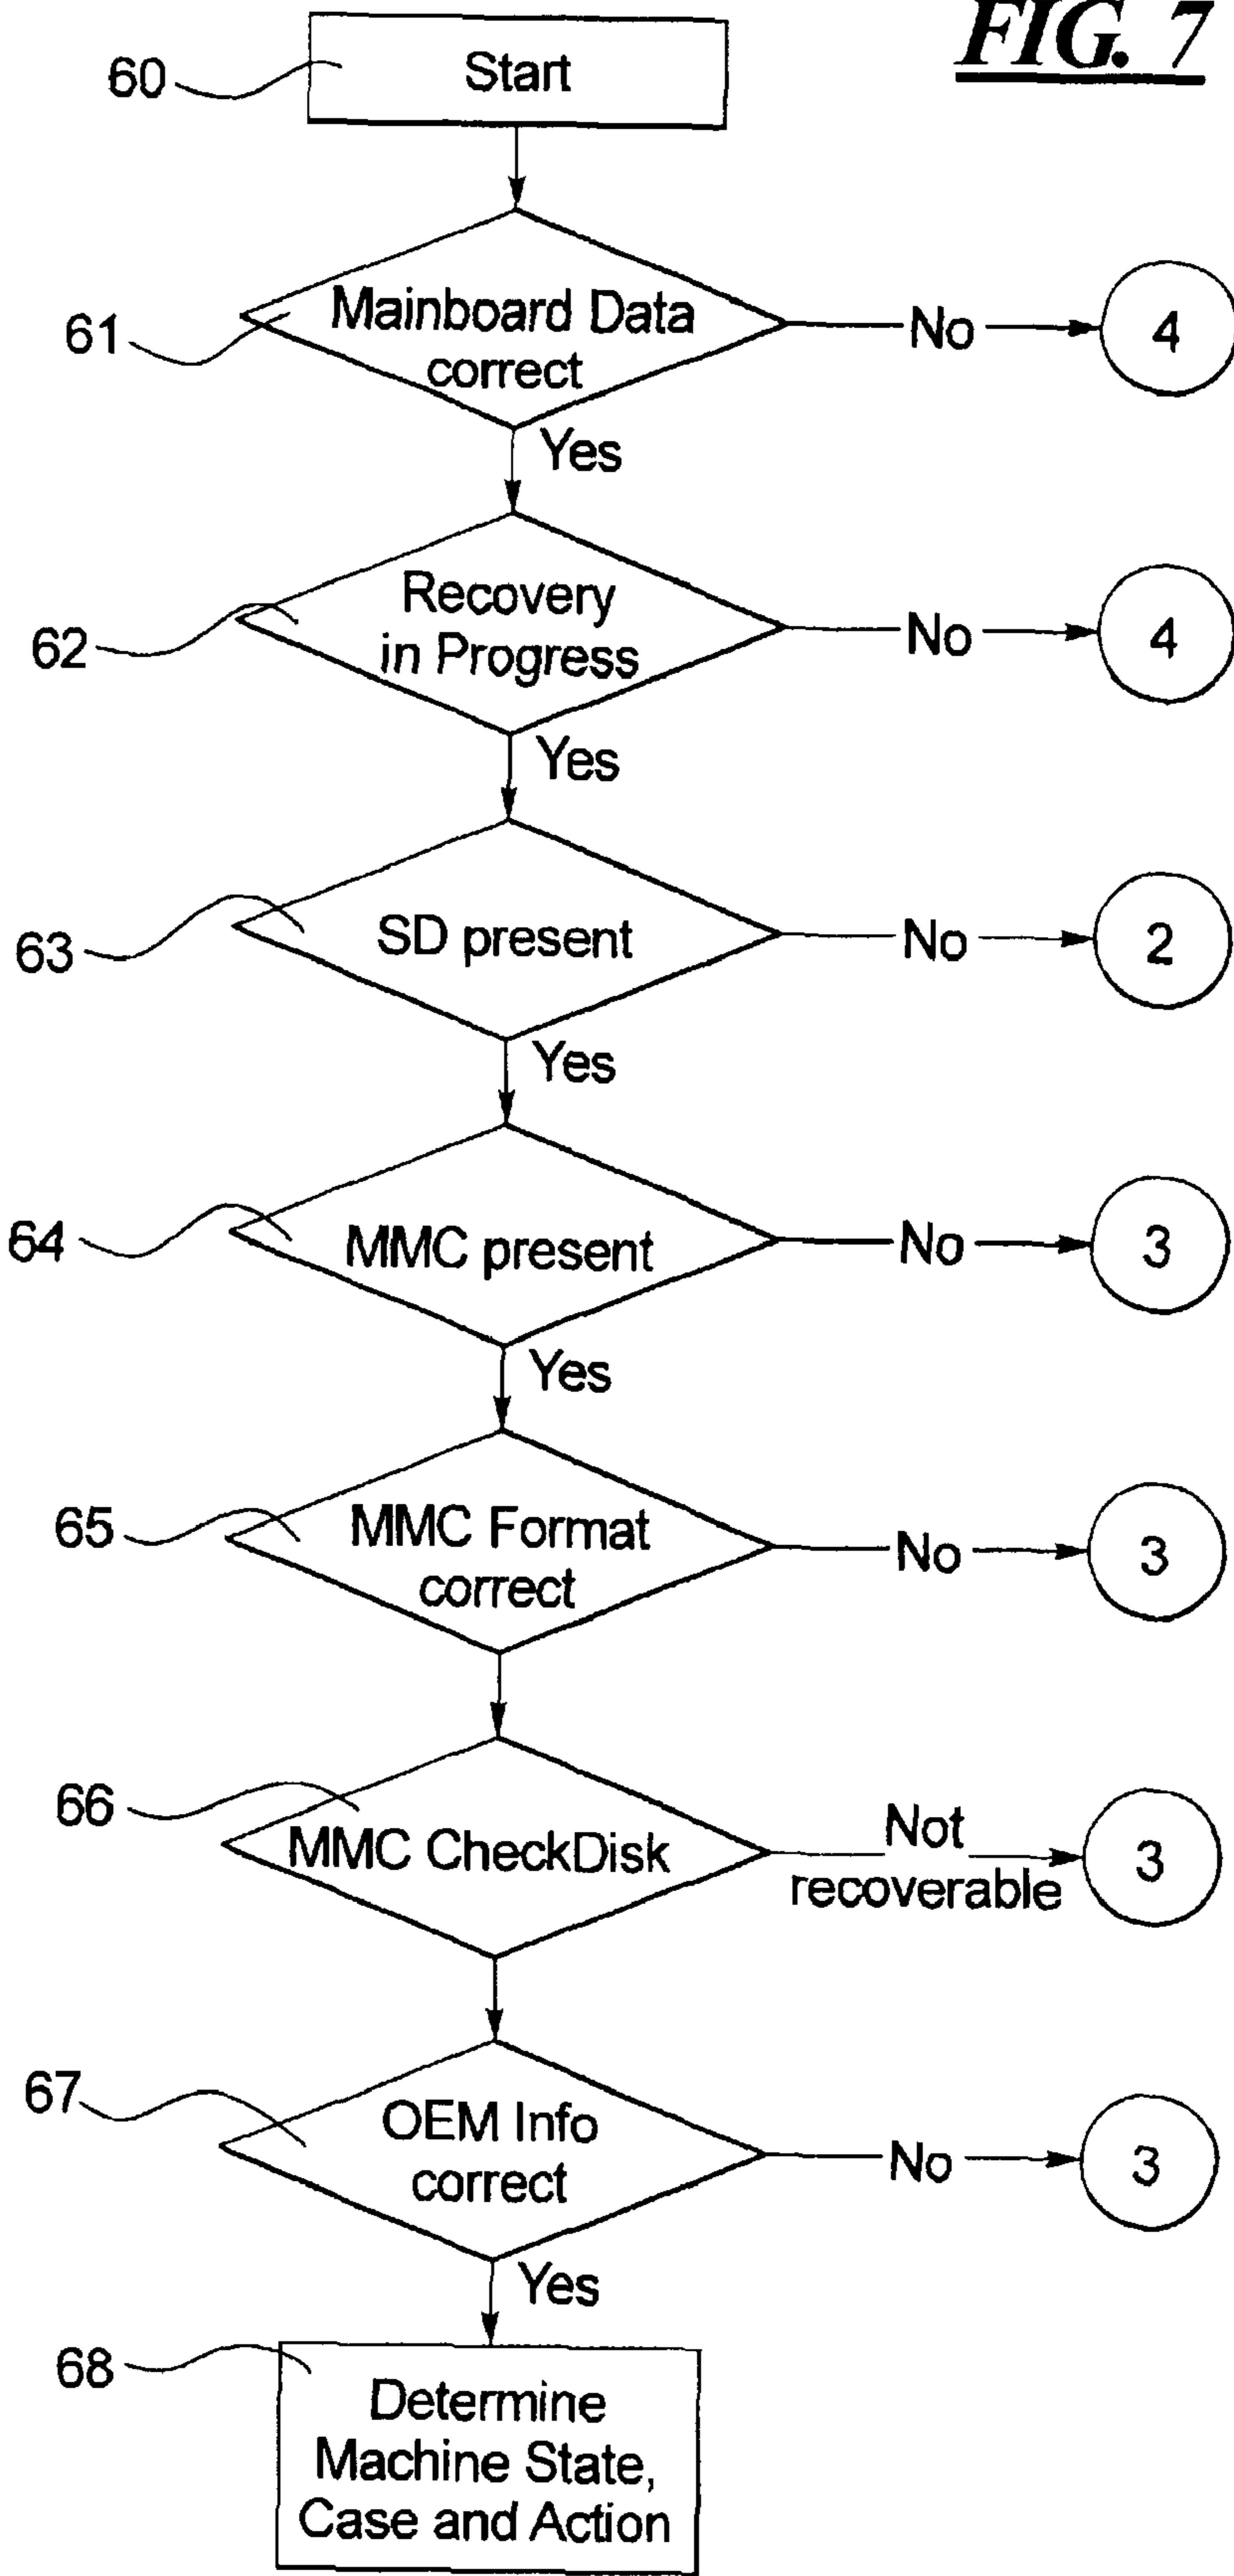 FIG. 7
60
Start
61
Mainboard Data
correct
No
4
Yes
62
Recovery
in Progress
No
4
Yes
63
SD present
No
2
Yes
64
MMC present
No
3
Yes
65
MMC Format
correct
No
3
66
MMC CheckDisk
Not
recoverable
3
67
OEM Info
correct
No
3
Yes
68
Determine
Machine State,
Case and Action